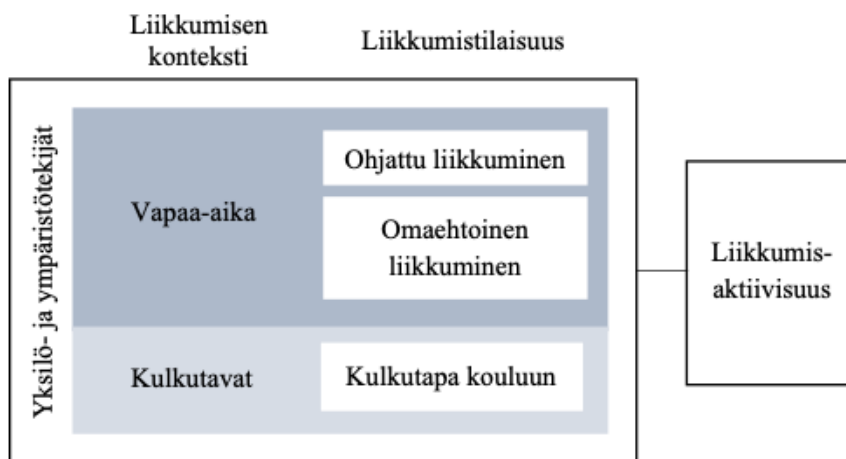 Liikkumisen
konteksti
Liikkumistilaisuus
Yksilö- ja ympäristötekijät
Vapaa-aika
Ohjattu liikkuminen
Omaehtoinen
liikkuminen
Kulkutavat
Kulkutapa kouluun
Liikkumis-
aktiivisuus